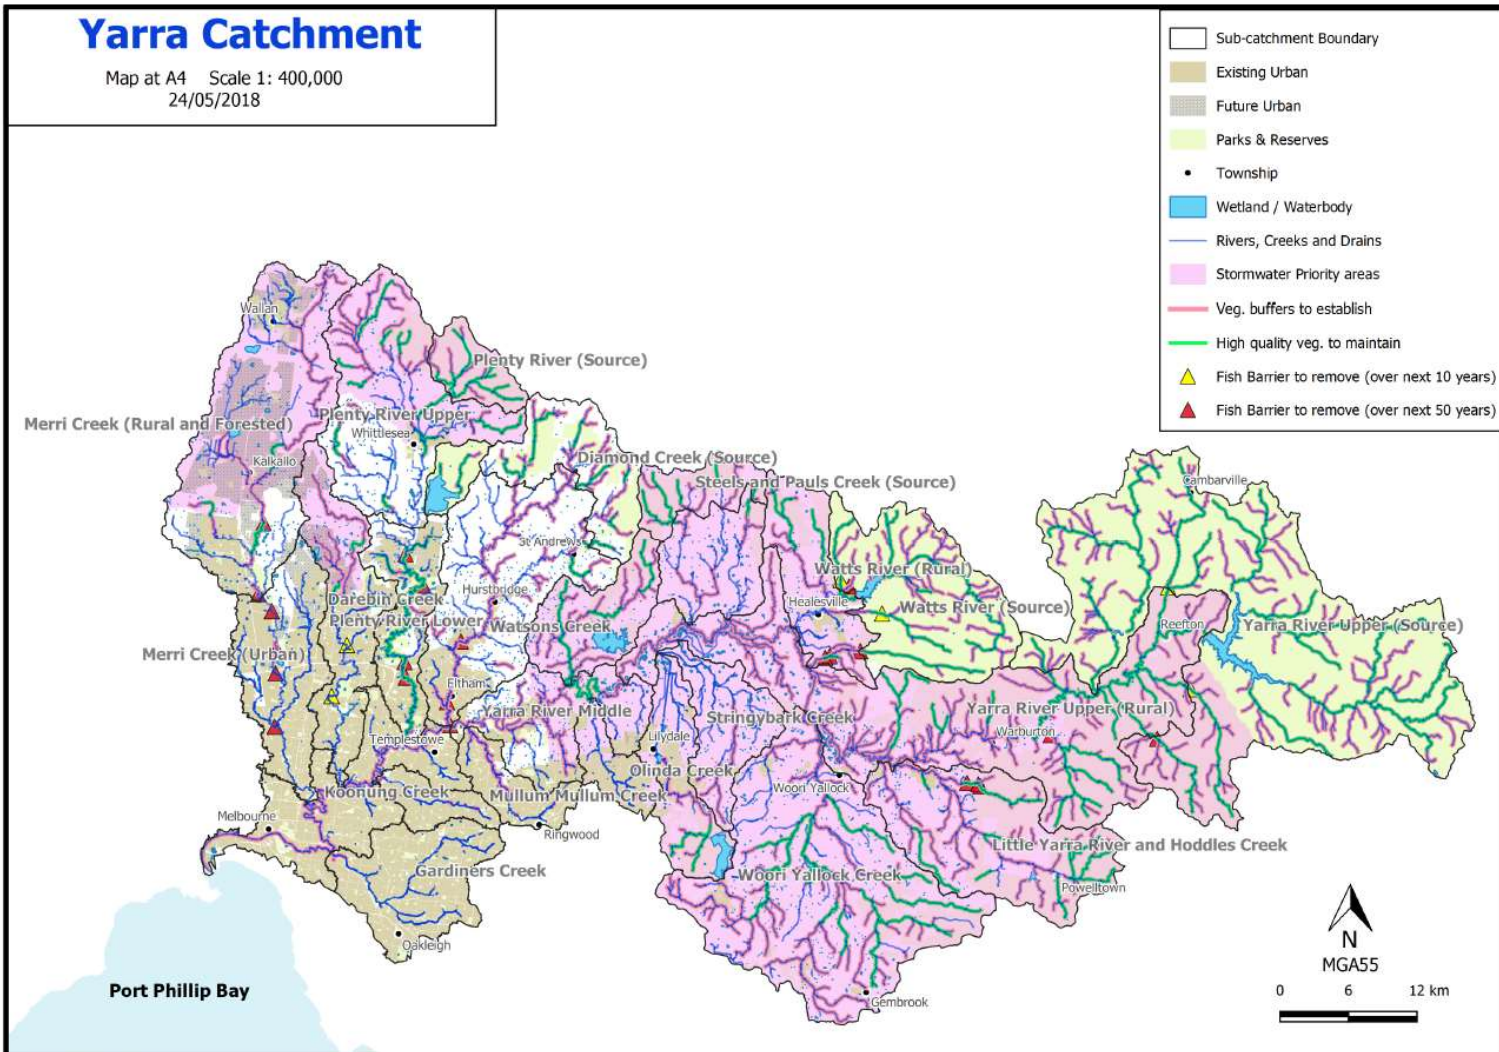 Yarra Catchment
Map at A4 Scale 1: 400,000
24/05/2018
Sub-catchment Boundary
Existing Urban
Future Urban
Parks & Reserves
Township
Wetland / Waterbody
Rivers, Creeks and Drains
Stormwater Priority areas
Veg. buffers to establish
High quality veg. to maintain
Fish Barrier to remove (over next 10 years)
Fish Barrier to remove (over next 50 years)
Wallan
Plenty River (Source)
Merri Creek (Rural and Forested)
Plenty River Upper
Whittlesea
Kalkallo
Diamond Creek (Source)
Steels and Pauls Creek (Source)
Cambarville
St Andrews
Watts River (Rural)
Hurstbridge
Darebin Creek
Healesville
Watts River (Source)
Plenty River Lower
Watsons Creek
Reefton
Yarra River Upper (Source)
Merri Creek (Urban)
Eltham
Yarra River Middle
Stringybark Creek
Yarra River Upper (Rural)
Warburton
Templestowe
Lilydale
Olinda Creek
Woori Yallock
Koonung Creek
Mullum Mullum Creek
Melbourne
Ringwood
Little Yarra River and Hoddles Creek
Gardiners Creek
Woori Yallock Creek
Powelltown
Oakleigh
Port Phillip Bay
Gembrook
N
MGA55
0 6 12 km